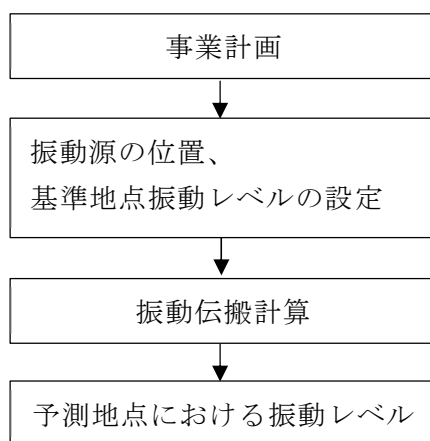 事業計画
振動源の位置、
基準地点振動レベルの設定
振動伝搬計算
予測地点における振動レベル